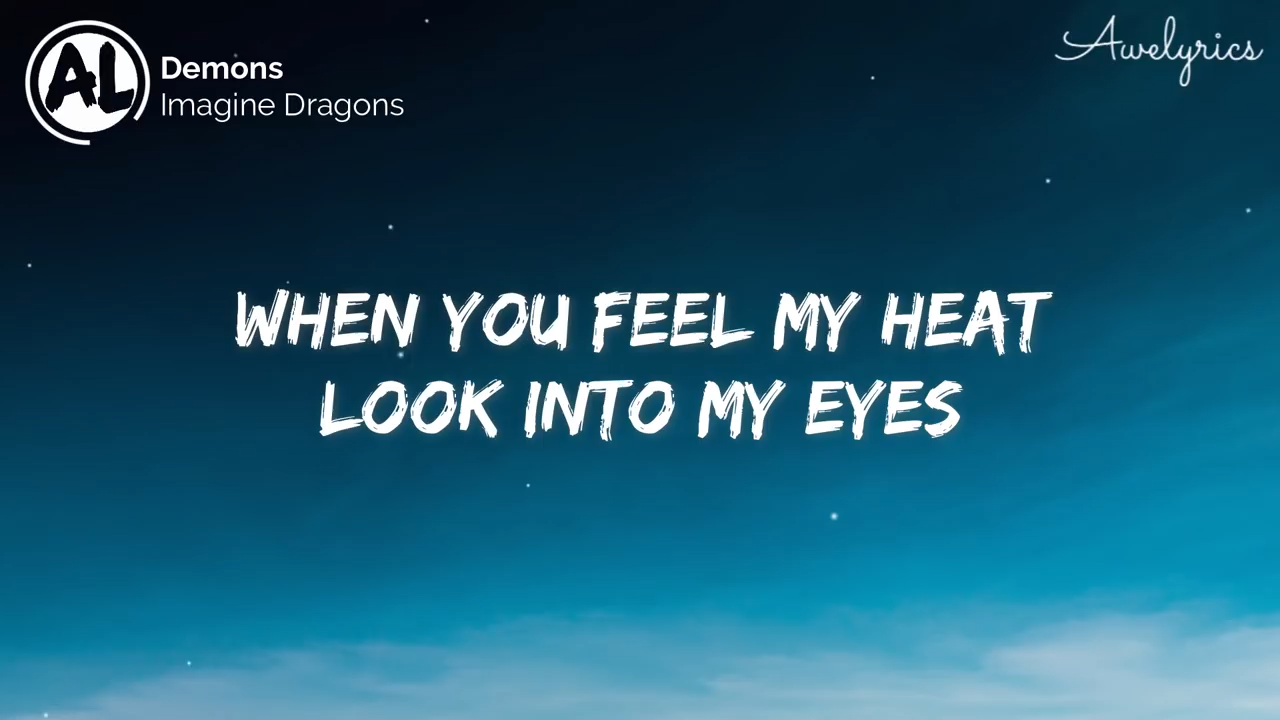 AL
Demons
Imagine Dragons
Awelyrics
WHEN YOU FEEL MY HEAT
LOOK INTO MY EYES